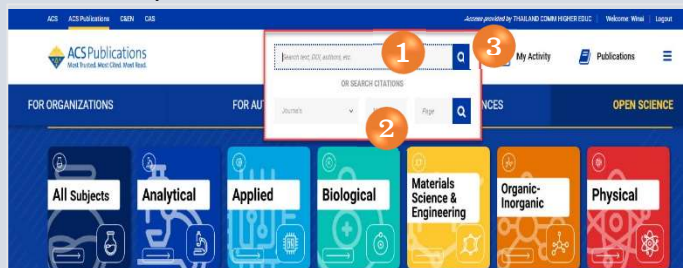 ACS ACS Publications C&EN CAS Access provided by THAILAND COMM HIGHER EDUC Welcome Winai Logout
ACS Publications
Most Trusted. Most Cited. Most Read.
Search text, DOI, authors, etc.
1
3
My Activity
Publications
OR SEARCH CITATIONS
Journals
2
Page
FOR ORGANIZATIONS
FOR AU
NCES
OPEN SCIENCE
All Subjects
Analytical
Applied
Biological
Materials
Science &
Engineering
Organic-
Inorganic
Physical